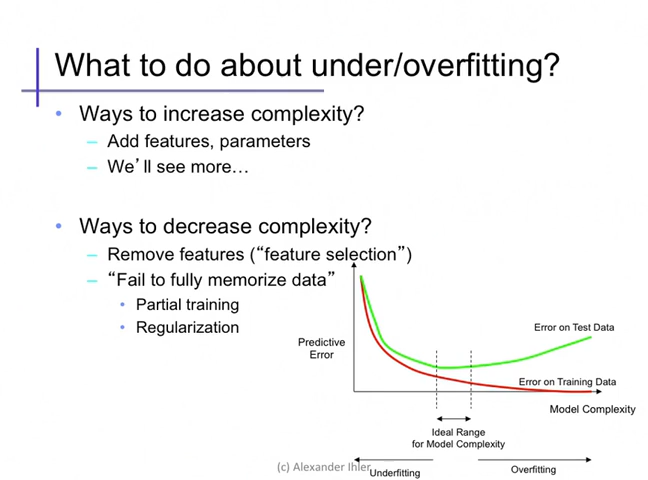 What to do about under/overfitting?
• Ways to increase complexity?
– Add features, parameters
– We’ll see more…
• Ways to decrease complexity?
– Remove features (“feature selection”)
– “Fail to fully memorize data”
• Partial training
• Regularization
Predictive
Error
Error on Test Data
Error on Training Data
Model Complexity
Ideal Range
for Model Complexity
(c) Alexander Ihler
Underfitting
Overfitting